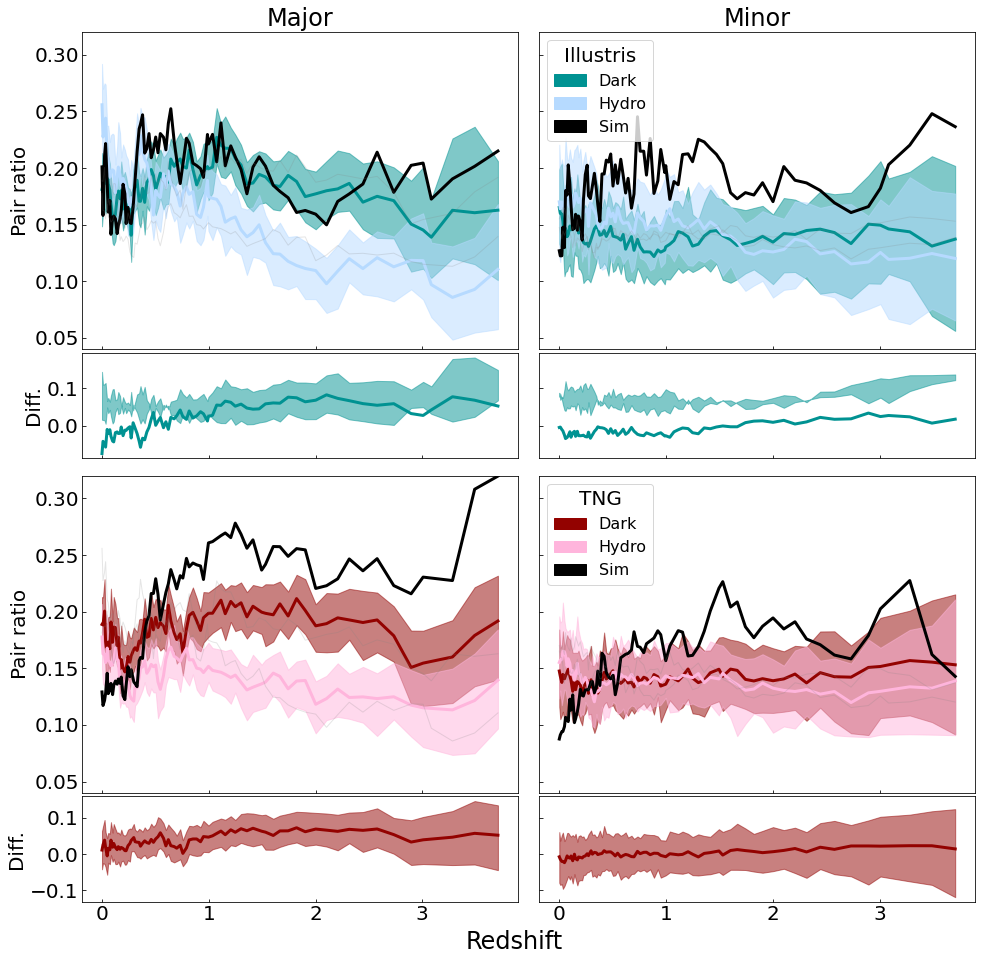 Major
Minor
0.30
0.25
0.20
0.15
0.10
0.05
Pair ratio
Illustris
Dark
Hydro
Sim
0.1
0.0
Diff.
0.30
0.25
0.20
0.15
0.10
0.05
Pair ratio
TNG
Dark
Hydro
Sim
0.1
0.0
−0.1
Diff.
0 1 2 3
0 1 2 3
Redshift